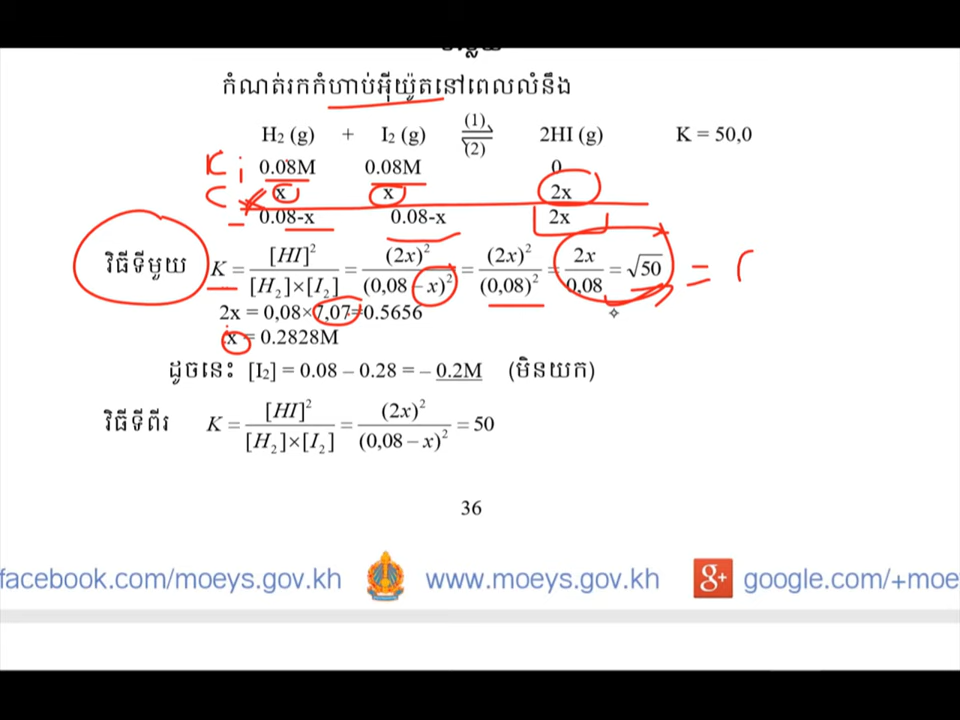 កំណត់រកកំហាប់អ៊ីយ៉ូតនៅពេលលំនឹង
H₂ (g) + I₂ (g) (1) ⇌ (2) 2HI (g) K = 50,0
K i 0.08M 0.08M 0
C x x 2x
0.08-x 0.08-x 2x
វិធីទីមួយ K = [HI]² / [H₂]×[I₂] = (2x)² / (0,08 – x)² = (2x)² / (0,08)² = 2x / 0.08 = √50 = (
2x = 0,08×7,07=0.5656
x = 0.2828M
ដូចនេះ [I₂] = 0.08 – 0.28 = – 0.2M (មិនយក)
វិធីទីពីរ K = [HI]² / [H₂]×[I₂] = (2x)² / (0,08 – x)² = 50
36
facebook.com/moeys.gov.kh www.moeys.gov.kh g+ google.com/+moe